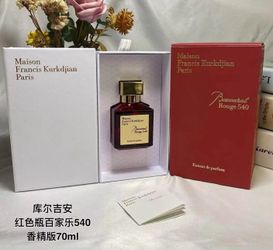 Maison
Francis Kurkdjian
Paris
Maison
Francis Kurkdjian
Paris
Baccarat
Rouge 540
Extrait de parfum
库尔吉安
红色瓶百家乐540
香精版70ml